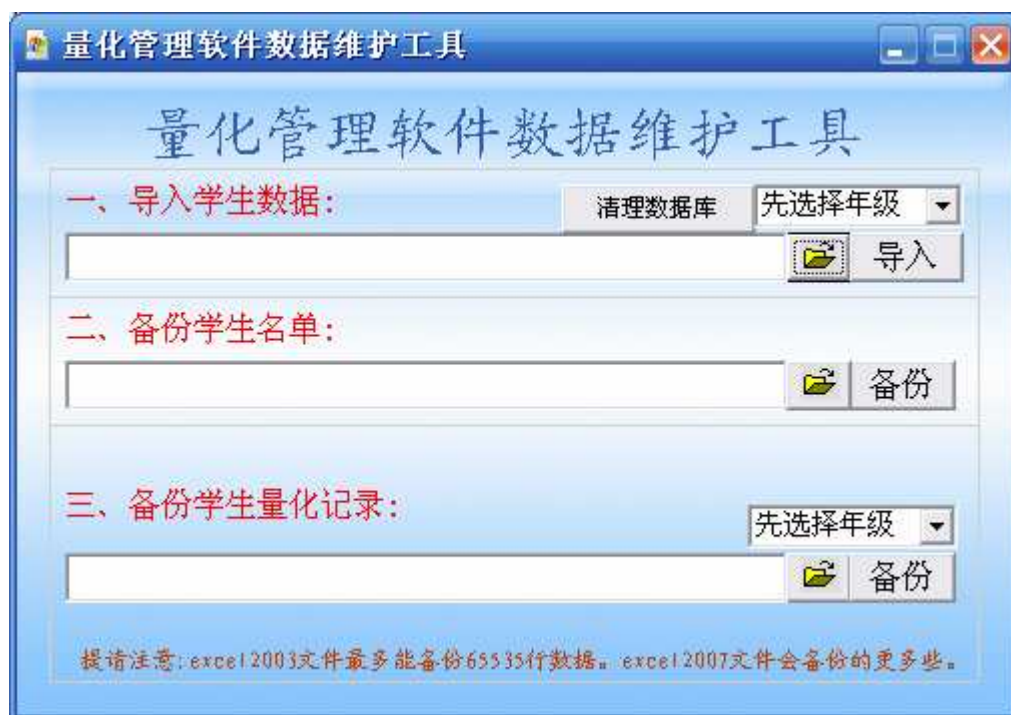 量化管理软件数据维护工具
量化管理软件数据维护工具
一、导入学生数据:
清理数据库
先选择年级
导入
二、备份学生名单:
备份
三、备份学生量化记录:
先选择年级
备份
提请注意:excel2003文件最多能备份65535行数据。excel2007文件会备份的更多些。